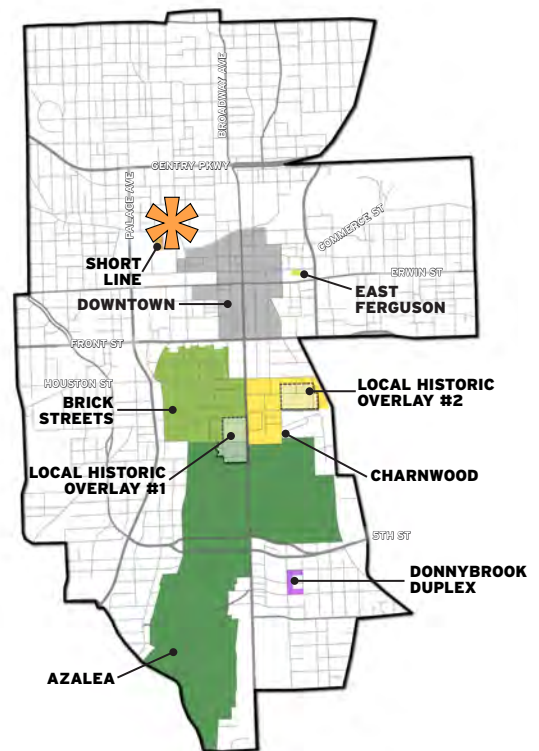 BROADWAY AVE
GENTRY PKWY
PALACE AVE
COMMERCE ST
SHORT
LINE
ERWIN ST
DOWNTOWN
EAST
FERGUSON
FRONT ST
HOUSTON ST
BRICK
STREETS
LOCAL HISTORIC
OVERLAY #2
LOCAL HISTORIC
OVERLAY #1
CHARNWOOD
5TH ST
DONNYBROOK
DUPLEX
AZALEA